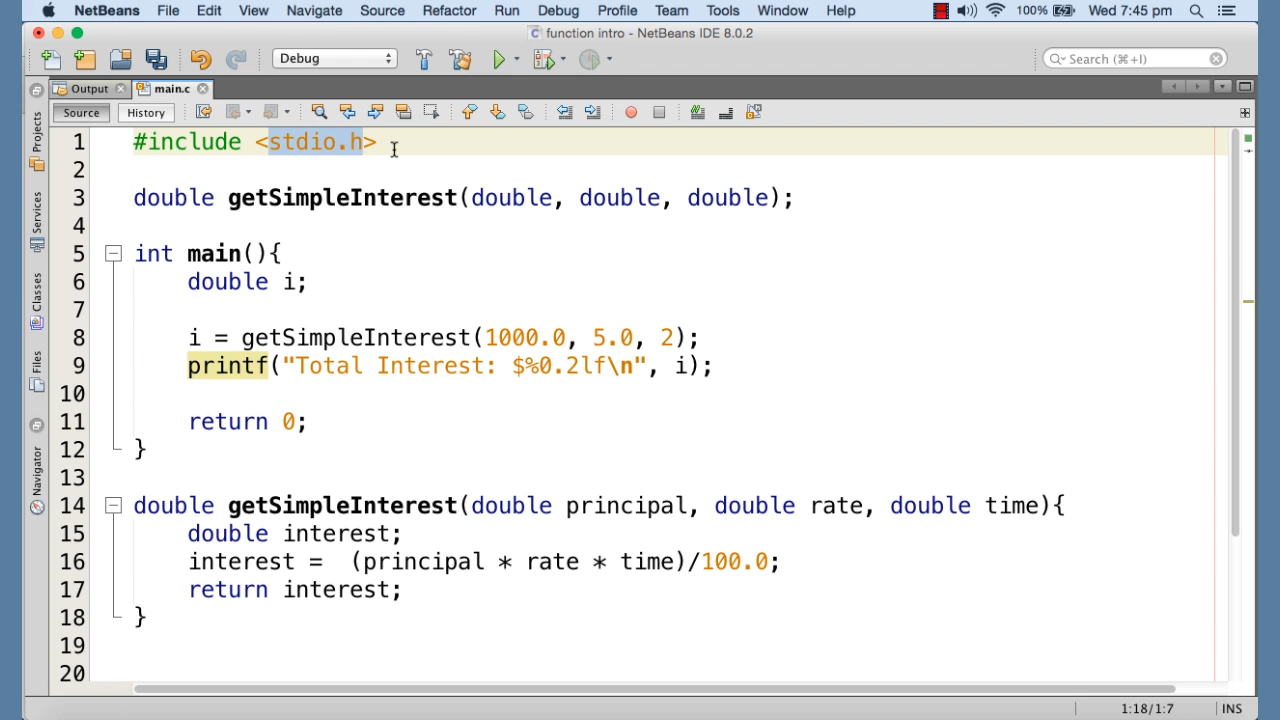 NetBeans File Edit View Navigate Source Refactor Run Debug Profile Team Tools Window Help 100% Wed 7:45 pm
function intro - NetBeans IDE 8.0.2
Debug Search (⌘+I)
Output main.c
Source History
Projects
Services
Classes
Files
Navigator
1 #include <stdio.h>
2
3 double getSimpleInterest(double, double, double);
4
5 int main(){
6     double i;
7
8     i = getSimpleInterest(1000.0, 5.0, 2);
9     printf("Total Interest: $%0.2lf\n", i);
10
11     return 0;
12 }
13
14 double getSimpleInterest(double principal, double rate, double time){
15     double interest;
16     interest =  (principal * rate * time)/100.0;
17     return interest;
18 }
19
20
1:18/1:7 INS